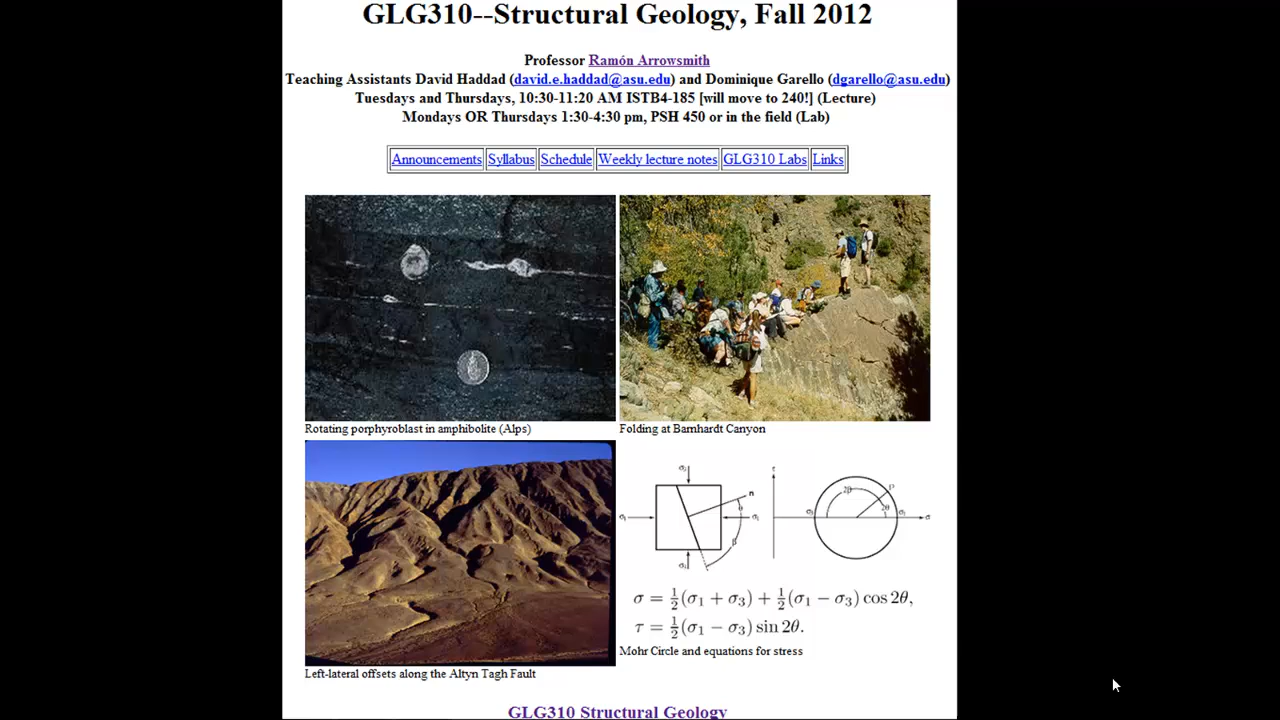 GLG310--Structural Geology, Fall 2012
Professor Ramón Arrowsmith
Teaching Assistants David Haddad (david.e.haddad@asu.edu) and Dominique Garello (dgarello@asu.edu)
Tuesdays and Thursdays, 10:30-11:20 AM ISTB4-185 [will move to 240!] (Lecture)
Mondays OR Thursdays 1:30-4:30 pm, PSH 450 or in the field (Lab)
Announcements Syllabus Schedule Weekly lecture notes GLG310 Labs Links
Rotating porphyroblast in amphibolite (Alps)
Folding at Barnhardt Canyon
σ = 1/2(σ1 + σ3) + 1/2(σ1 − σ3) cos 2θ,
τ = 1/2(σ1 − σ3) sin 2θ.
Mohr Circle and equations for stress
Left-lateral offsets along the Altyn Tagh Fault
GLG310 Structural Geology